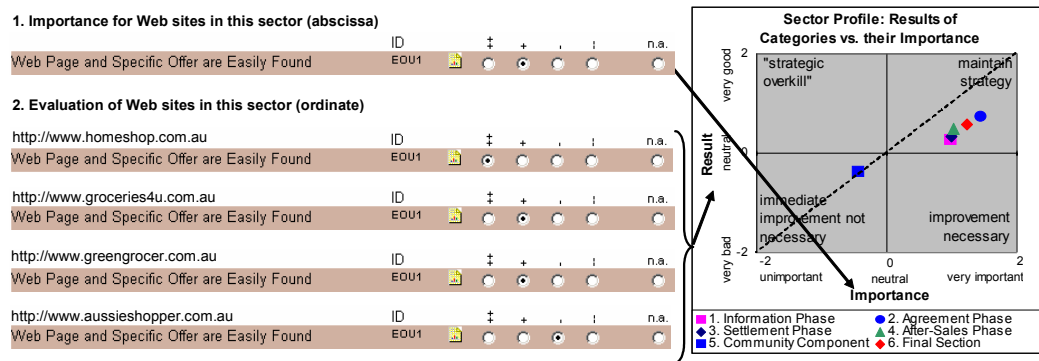 1. Importance for Web sites in this sector (abscissa)
ID ‡ + , ¦ n.a.
Web Page and Specific Offer are Easily Found EOU1
2. Evaluation of Web sites in this sector (ordinate)
http://www.homeshop.com.au ID ‡ + , ¦ n.a.
Web Page and Specific Offer are Easily Found EOU1
http://www.groceries4u.com.au ID ‡ + , ¦ n.a.
Web Page and Specific Offer are Easily Found EOU1
http://www.greengrocer.com.au ID ‡ + , ¦ n.a.
Web Page and Specific Offer are Easily Found EOU1
http://www.aussieshopper.com.au ID ‡ + , ¦ n.a.
Web Page and Specific Offer are Easily Found EOU1
Sector Profile: Results of
Categories vs. their Importance
2
very good
"strategic
overkill"
maintain
strategy
Result
neutral
0
immediate
improvement not
necessary
improvement
necessary
very bad
-2
-2 0 2
unimportant neutral very important
Importance
1. Information Phase 2. Agreement Phase
3. Settlement Phase 4. After-Sales Phase
5. Community Component 6. Final Section